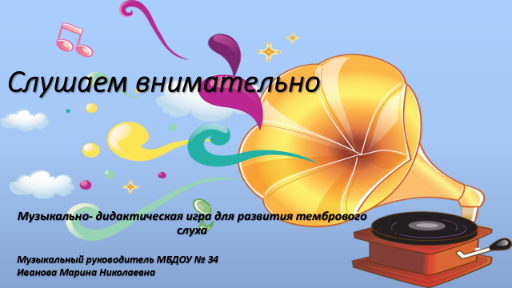 Слушаем внимательно
Музыкально- дидактическая игра для развития тембрового
слуха
Музыкальный руководитель МБДОУ № 34
Иванова Марина Николаевна